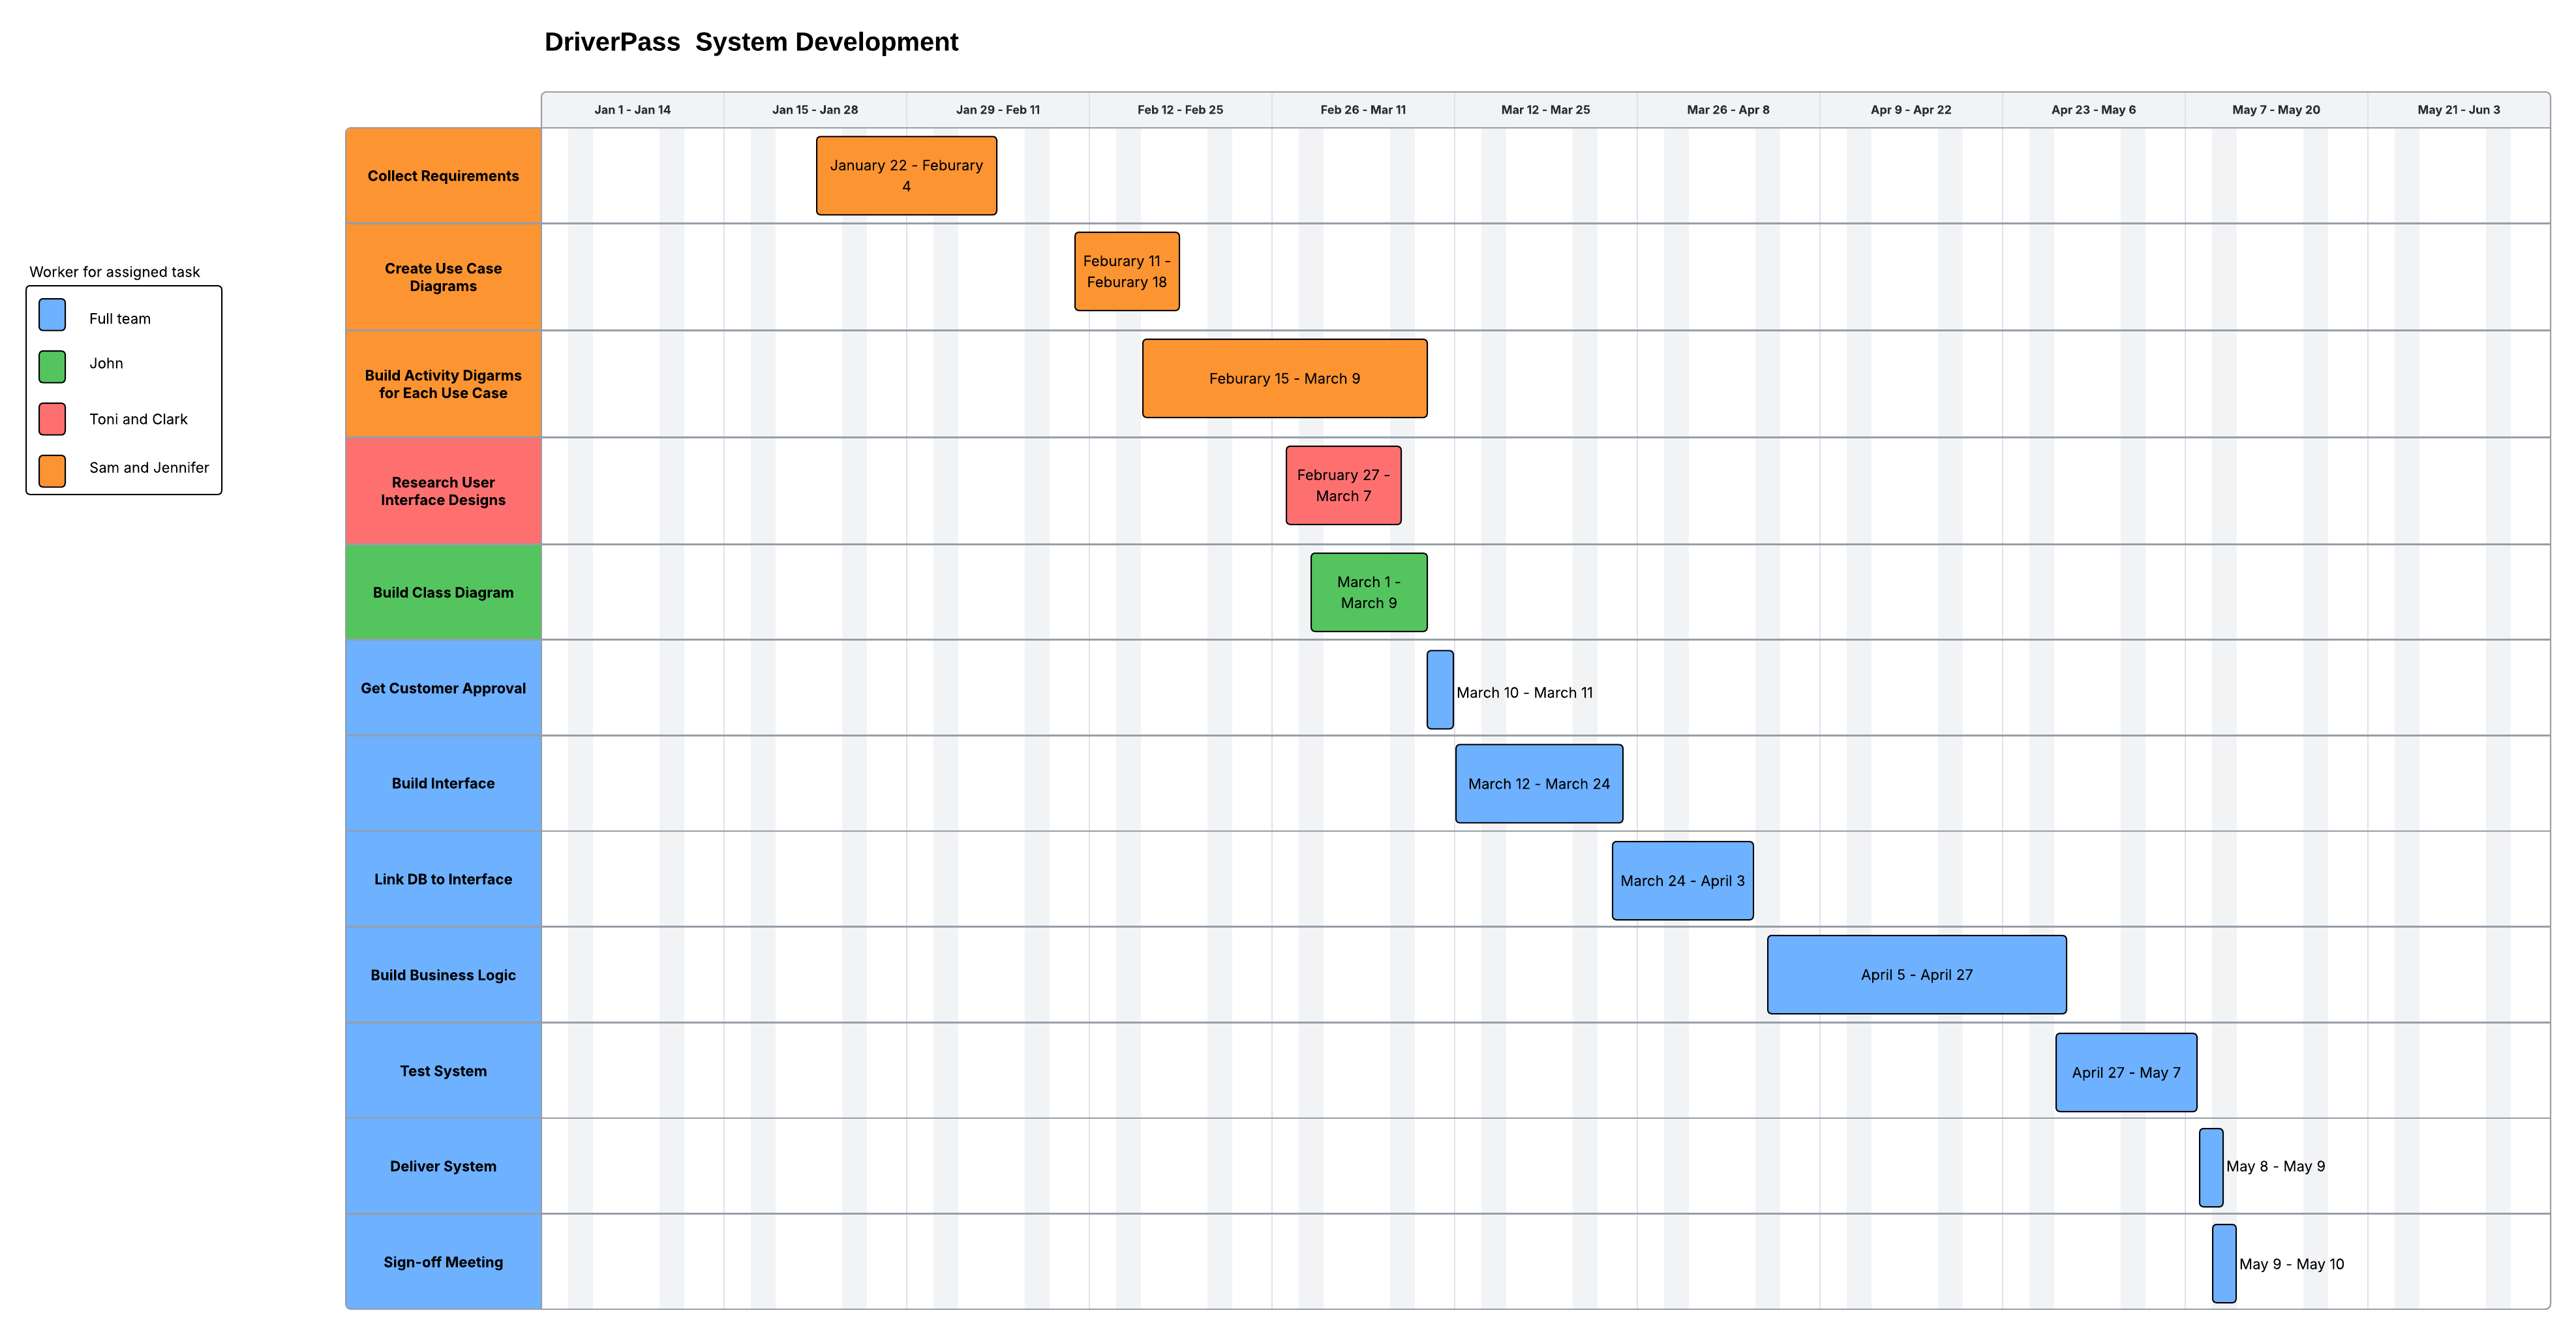 DriverPass  System Development
Jan 1 - Jan 14
Jan 15 - Jan 28
Jan 29 - Feb 11
Feb 12 - Feb 25
Feb 26 - Mar 11
Mar 12 - Mar 25
Mar 26 - Apr 8
Apr 9 - Apr 22
Apr 23 - May 6
May 7 - May 20
May 21 - Jun 3
Worker for assigned task
Full team
John
Toni and Clark
Sam and Jennifer
Collect Requirements
January 22 - Feburary
4
Create Use Case
Diagrams
Feburary 11 -
Feburary 18
Build Activity Digarms
for Each Use Case
Feburary 15 - March 9
Research User
Interface Designs
February 27 -
March 7
Build Class Diagram
March 1 -
March 9
Get Customer Approval
March 10 - March 11
Build Interface
March 12 - March 24
Link DB to Interface
March 24 - April 3
Build Business Logic
April 5 - April 27
Test System
April 27 - May 7
Deliver System
May 8 - May 9
Sign-off Meeting
May 9 - May 10